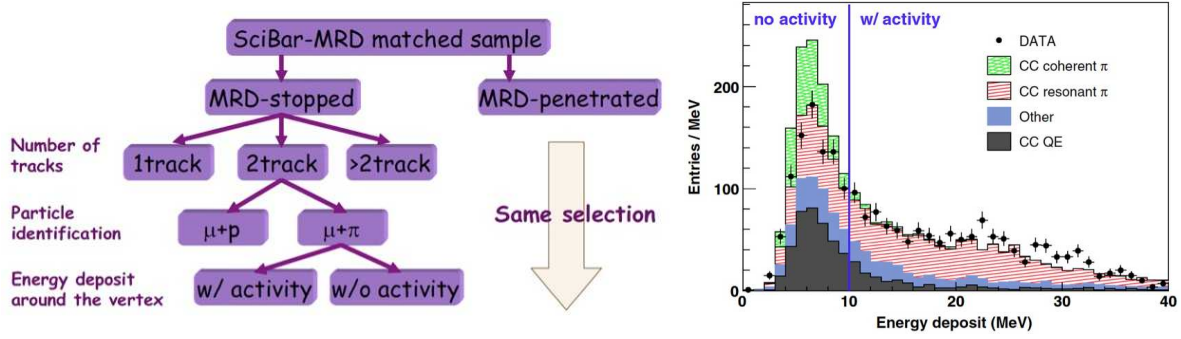 SciBar-MRD matched sample
MRD-stopped
MRD-penetrated
Number of
tracks
1track
2track
>2track
Particle
identification
μ+p
μ+π
Same selection
Energy deposit
around the vertex
w/ activity
w/o activity
no activity
w/ activity
DATA
CC coherent π
CC resonant π
Other
CC QE
Entries / MeV
200
100
0
0
10
20
30
40
Energy deposit (MeV)